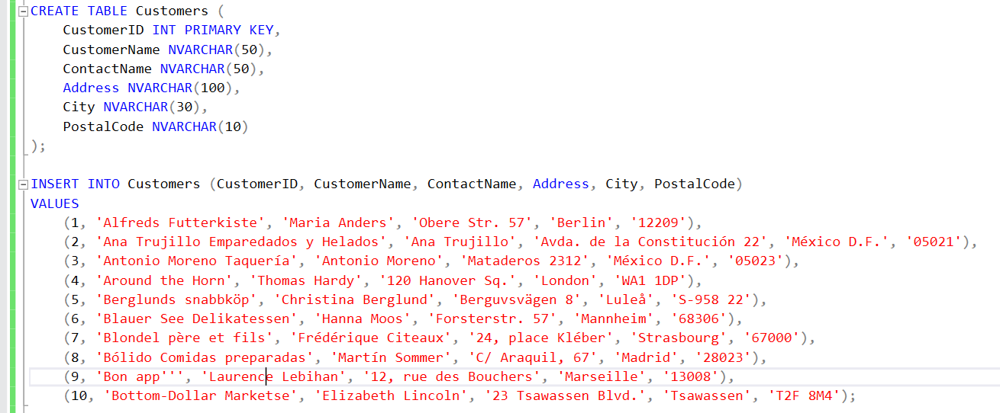 CREATE TABLE Customers (
    CustomerID INT PRIMARY KEY,
    CustomerName NVARCHAR(50),
    ContactName NVARCHAR(50),
    Address NVARCHAR(100),
    City NVARCHAR(30),
    PostalCode NVARCHAR(10)
);
INSERT INTO Customers (CustomerID, CustomerName, ContactName, Address, City, PostalCode)
VALUES
    (1, 'Alfreds Futterkiste', 'Maria Anders', 'Obere Str. 57', 'Berlin', '12209'),
    (2, 'Ana Trujillo Emparedados y Helados', 'Ana Trujillo', 'Avda. de la Constitución 22', 'México D.F.', '05021'),
    (3, 'Antonio Moreno Taquería', 'Antonio Moreno', 'Mataderos 2312', 'México D.F.', '05023'),
    (4, 'Around the Horn', 'Thomas Hardy', '120 Hanover Sq.', 'London', 'WA1 1DP'),
    (5, 'Berglunds snabbköp', 'Christina Berglund', 'Berguvsvägen 8', 'Luleå', 'S-958 22'),
    (6, 'Blauer See Delikatessen', 'Hanna Moos', 'Forsterstr. 57', 'Mannheim', '68306'),
    (7, 'Blondel père et fils', 'Frédérique Citeaux', '24, place Kléber', 'Strasbourg', '67000'),
    (8, 'Bólido Comidas preparadas', 'Martín Sommer', 'C/ Araquil, 67', 'Madrid', '28023'),
    (9, 'Bon app''', 'Laurence Lebihan', '12, rue des Bouchers', 'Marseille', '13008'),
    (10, 'Bottom-Dollar Marketse', 'Elizabeth Lincoln', '23 Tsawassen Blvd.', 'Tsawassen', 'T2F 8M4');